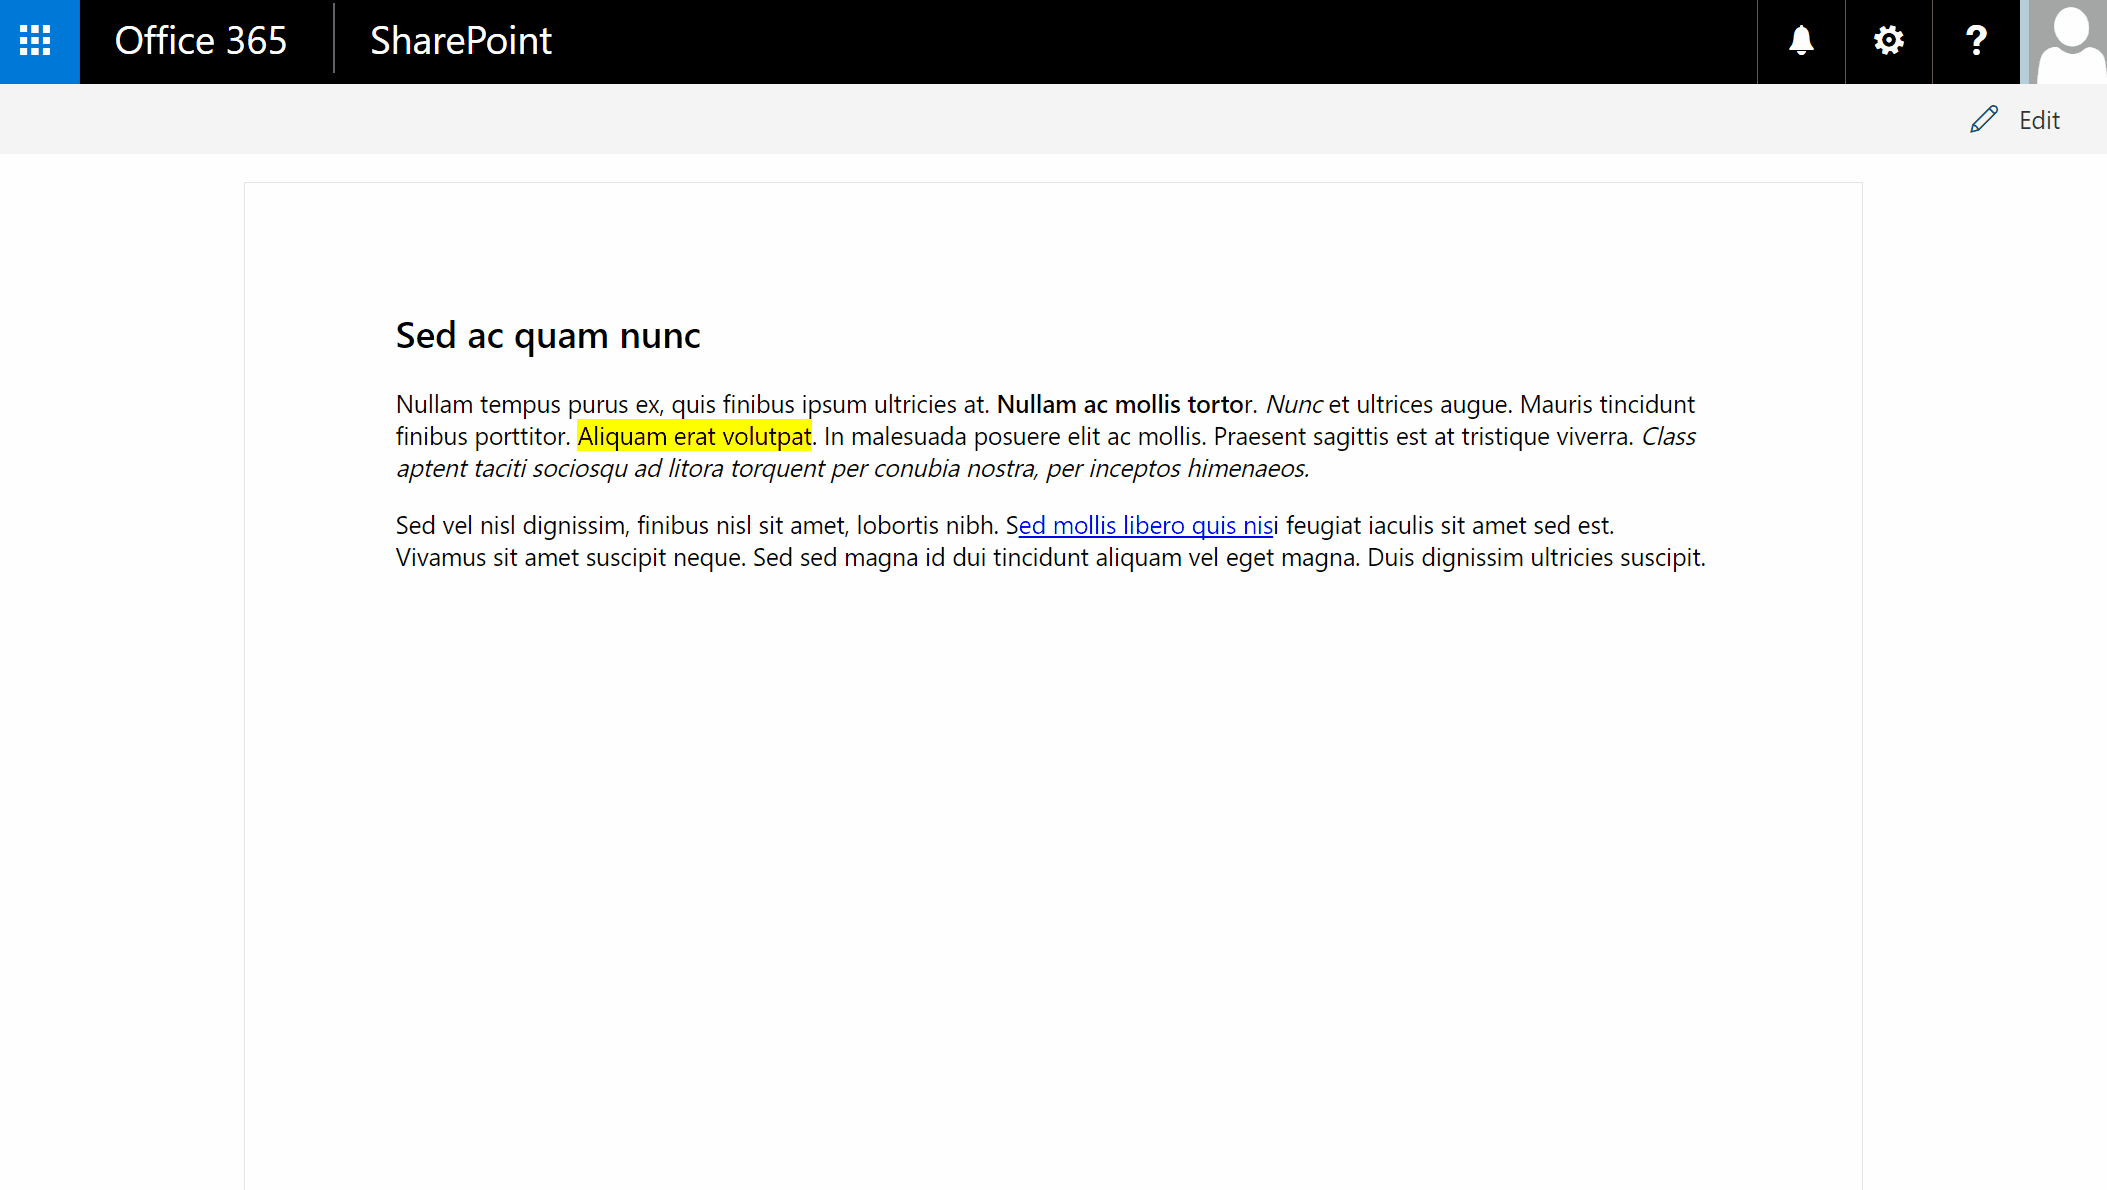 Office 365 SharePoint ?
Edit
Sed ac quam nunc
Nullam tempus purus ex, quis finibus ipsum ultricies at. Nullam ac mollis tortor. Nunc et ultrices augue. Mauris tincidunt
finibus porttitor. Aliquam erat volutpat. In malesuada posuere elit ac mollis. Praesent sagittis est at tristique viverra. Class
aptent taciti sociosqu ad litora torquent per conubia nostra, per inceptos himenaeos.
Sed vel nisl dignissim, finibus nisl sit amet, lobortis nibh. Sed mollis libero quis nisi feugiat iaculis sit amet sed est.
Vivamus sit amet suscipit neque. Sed sed magna id dui tincidunt aliquam vel eget magna. Duis dignissim ultricies suscipit.